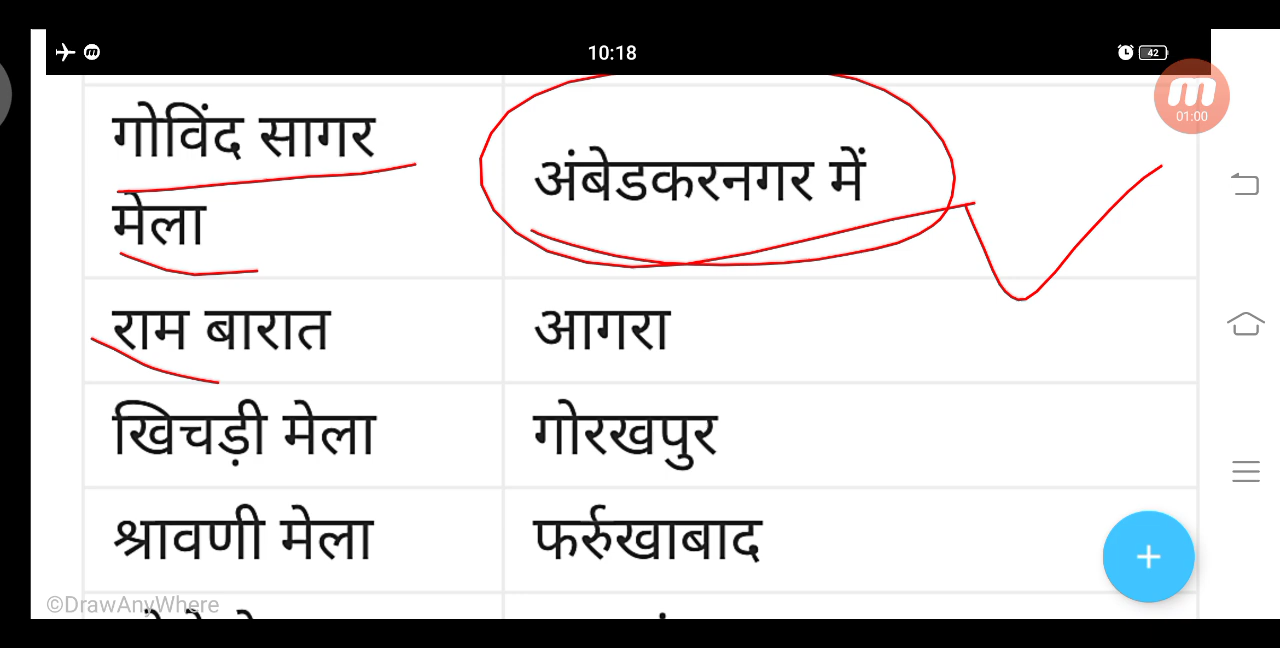 10:18
42
01:00
गोविंद सागर
मेला
अंबेडकरनगर में
राम बारात
आगरा
खिचड़ी मेला
गोरखपुर
श्रावणी मेला
फर्रुखाबाद
©DrawAnyWhere